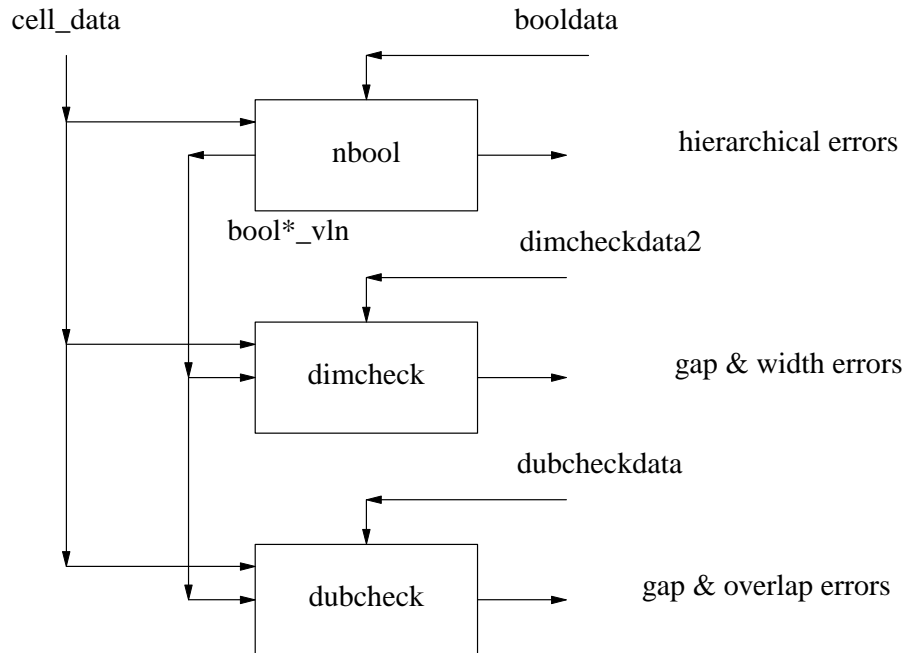 cell_data
booldata
nbool
hierarchical errors
bool*_vln
dimcheckdata2
dimcheck
gap & width errors
dubcheckdata
dubcheck
gap & overlap errors